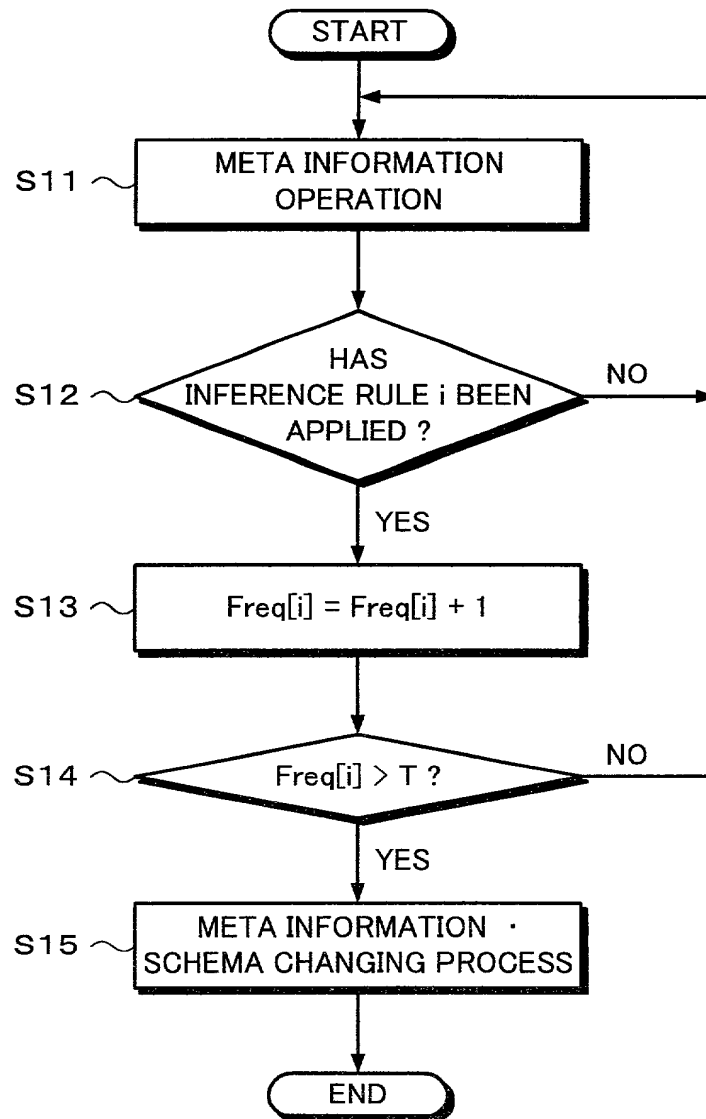 START
META INFORMATION
OPERATION
S11
HAS
INFERENCE RULE i BEEN
APPLIED ?
S12
NO
YES
Freq[i] = Freq[i] + 1
S13
Freq[i] > T ?
S14
NO
YES
META INFORMATION ·
SCHEMA CHANGING PROCESS
S15
END